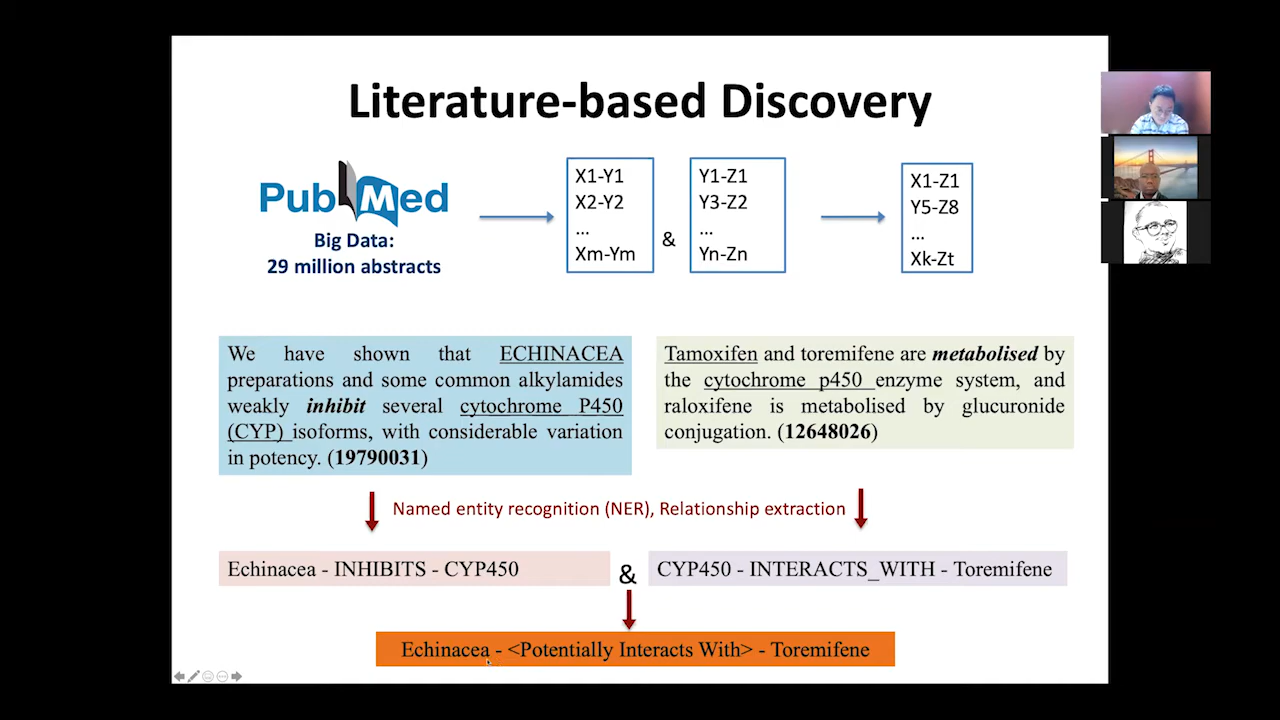 Literature-based Discovery
PubMed
Big Data:
29 million abstracts
X1-Y1
X2-Y2
...
Xm-Ym
&
Y1-Z1
Y3-Z2
...
Yn-Zn
X1-Z1
Y5-Z8
...
Xk-Zt
We have shown that ECHINACEA
preparations and some common alkylamides
weakly inhibit several cytochrome P450
(CYP) isoforms, with considerable variation
in potency. (19790031)
Tamoxifen and toremifene are metabolised by
the cytochrome p450 enzyme system, and
raloxifene is metabolised by glucuronide
conjugation. (12648026)
Named entity recognition (NER), Relationship extraction
Echinacea - INHIBITS - CYP450
&
CYP450 - INTERACTS_WITH - Toremifene
Echinacea - <Potentially Interacts With> - Toremifene